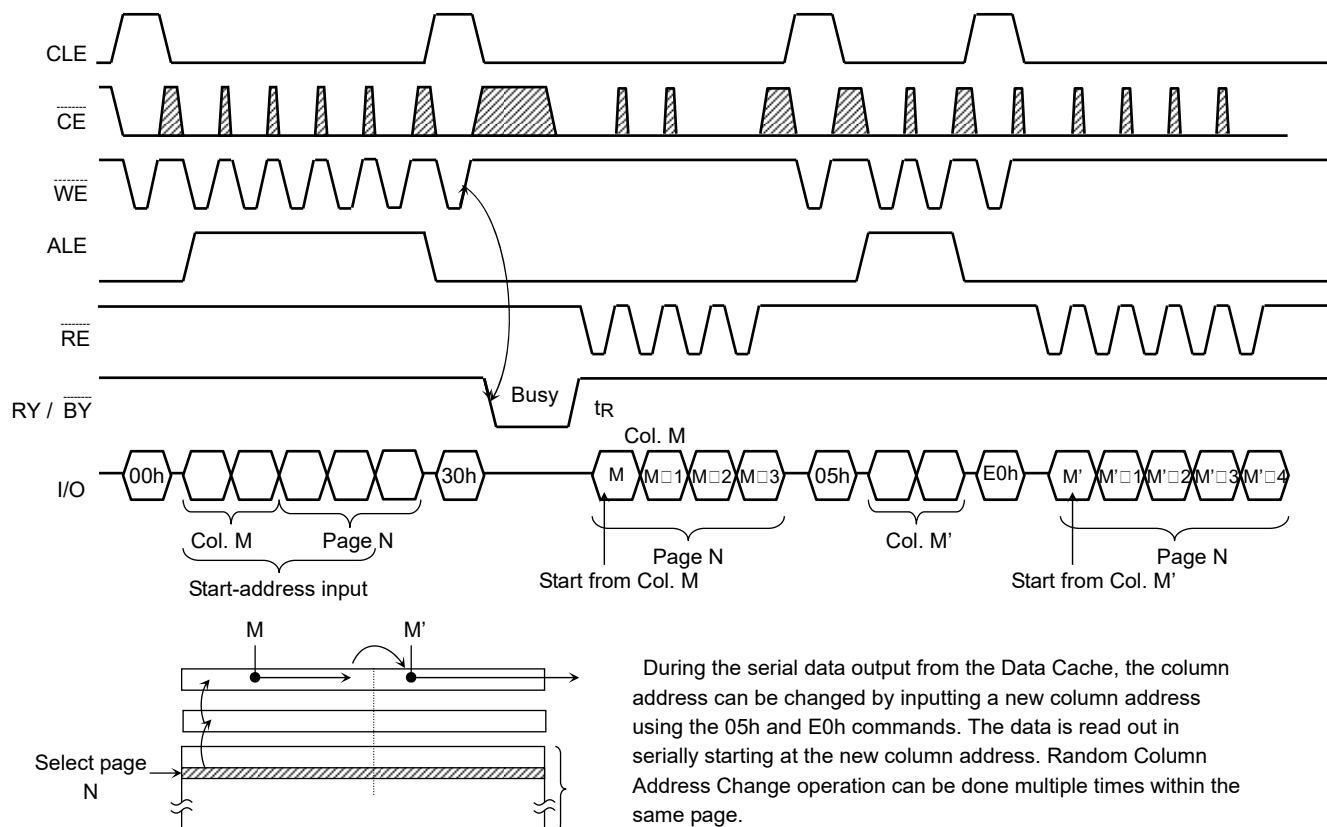 CLE
CE
WE
ALE
RE
RY / BY
Busy
tR
Col. M
I/O
00h
30h
M
M□1
M□2
M□3
05h
E0h
M'
M'□1
M'□2
M'□3
M'□4
Col. M
Page N
Page N
Col. M'
Page N
Start-address input
Start from Col. M
Start from Col. M'
M
M'
Select page
N
During the serial data output from the Data Cache, the column
address can be changed by inputting a new column address
using the 05h and E0h commands. The data is read out in
serially starting at the new column address. Random Column
Address Change operation can be done multiple times within the
same page.